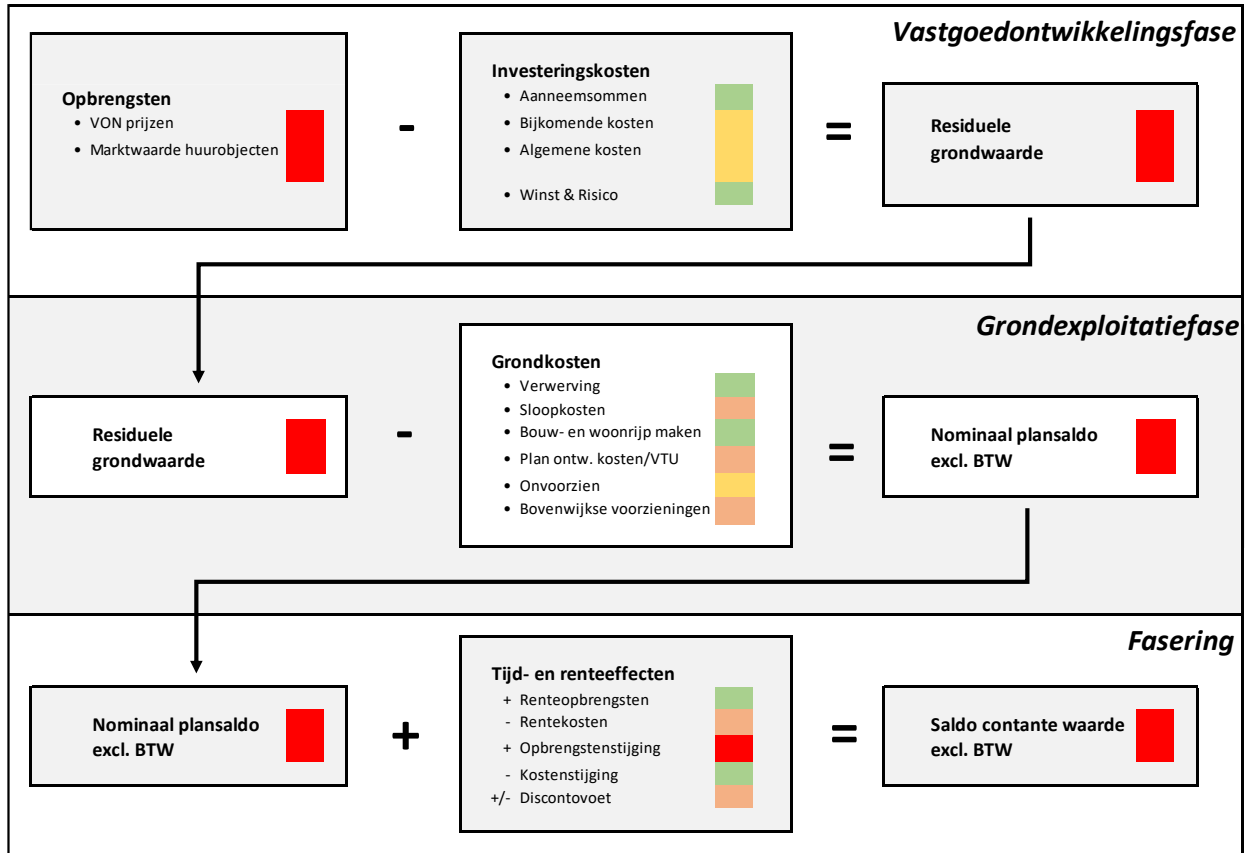 Vastgoedontwikkelingsfase
Opbrengsten
• VON prijzen
• Marktwaarde huurobjecten
-
Investeringskosten
• Aanneemsommen
• Bijkomende kosten
• Algemene kosten
• Winst & Risico
=
Residuele
grondwaarde
Grondexploitatiefase
Residuele
grondwaarde
-
Grondkosten
• Verwerving
• Sloopkosten
• Bouw- en woonrijp maken
• Plan ontw. kosten/VTU
• Onvoorzien
• Bovenwijkse voorzieningen
=
Nominaal plansaldo
excl. BTW
Fasering
Nominaal plansaldo
excl. BTW
+
Tijd- en renteeffecten
+ Renteopbrengsten
- Rentekosten
+ Opbrengstenstijging
- Kostenstijging
+/- Discontovoet
=
Saldo contante waarde
excl. BTW